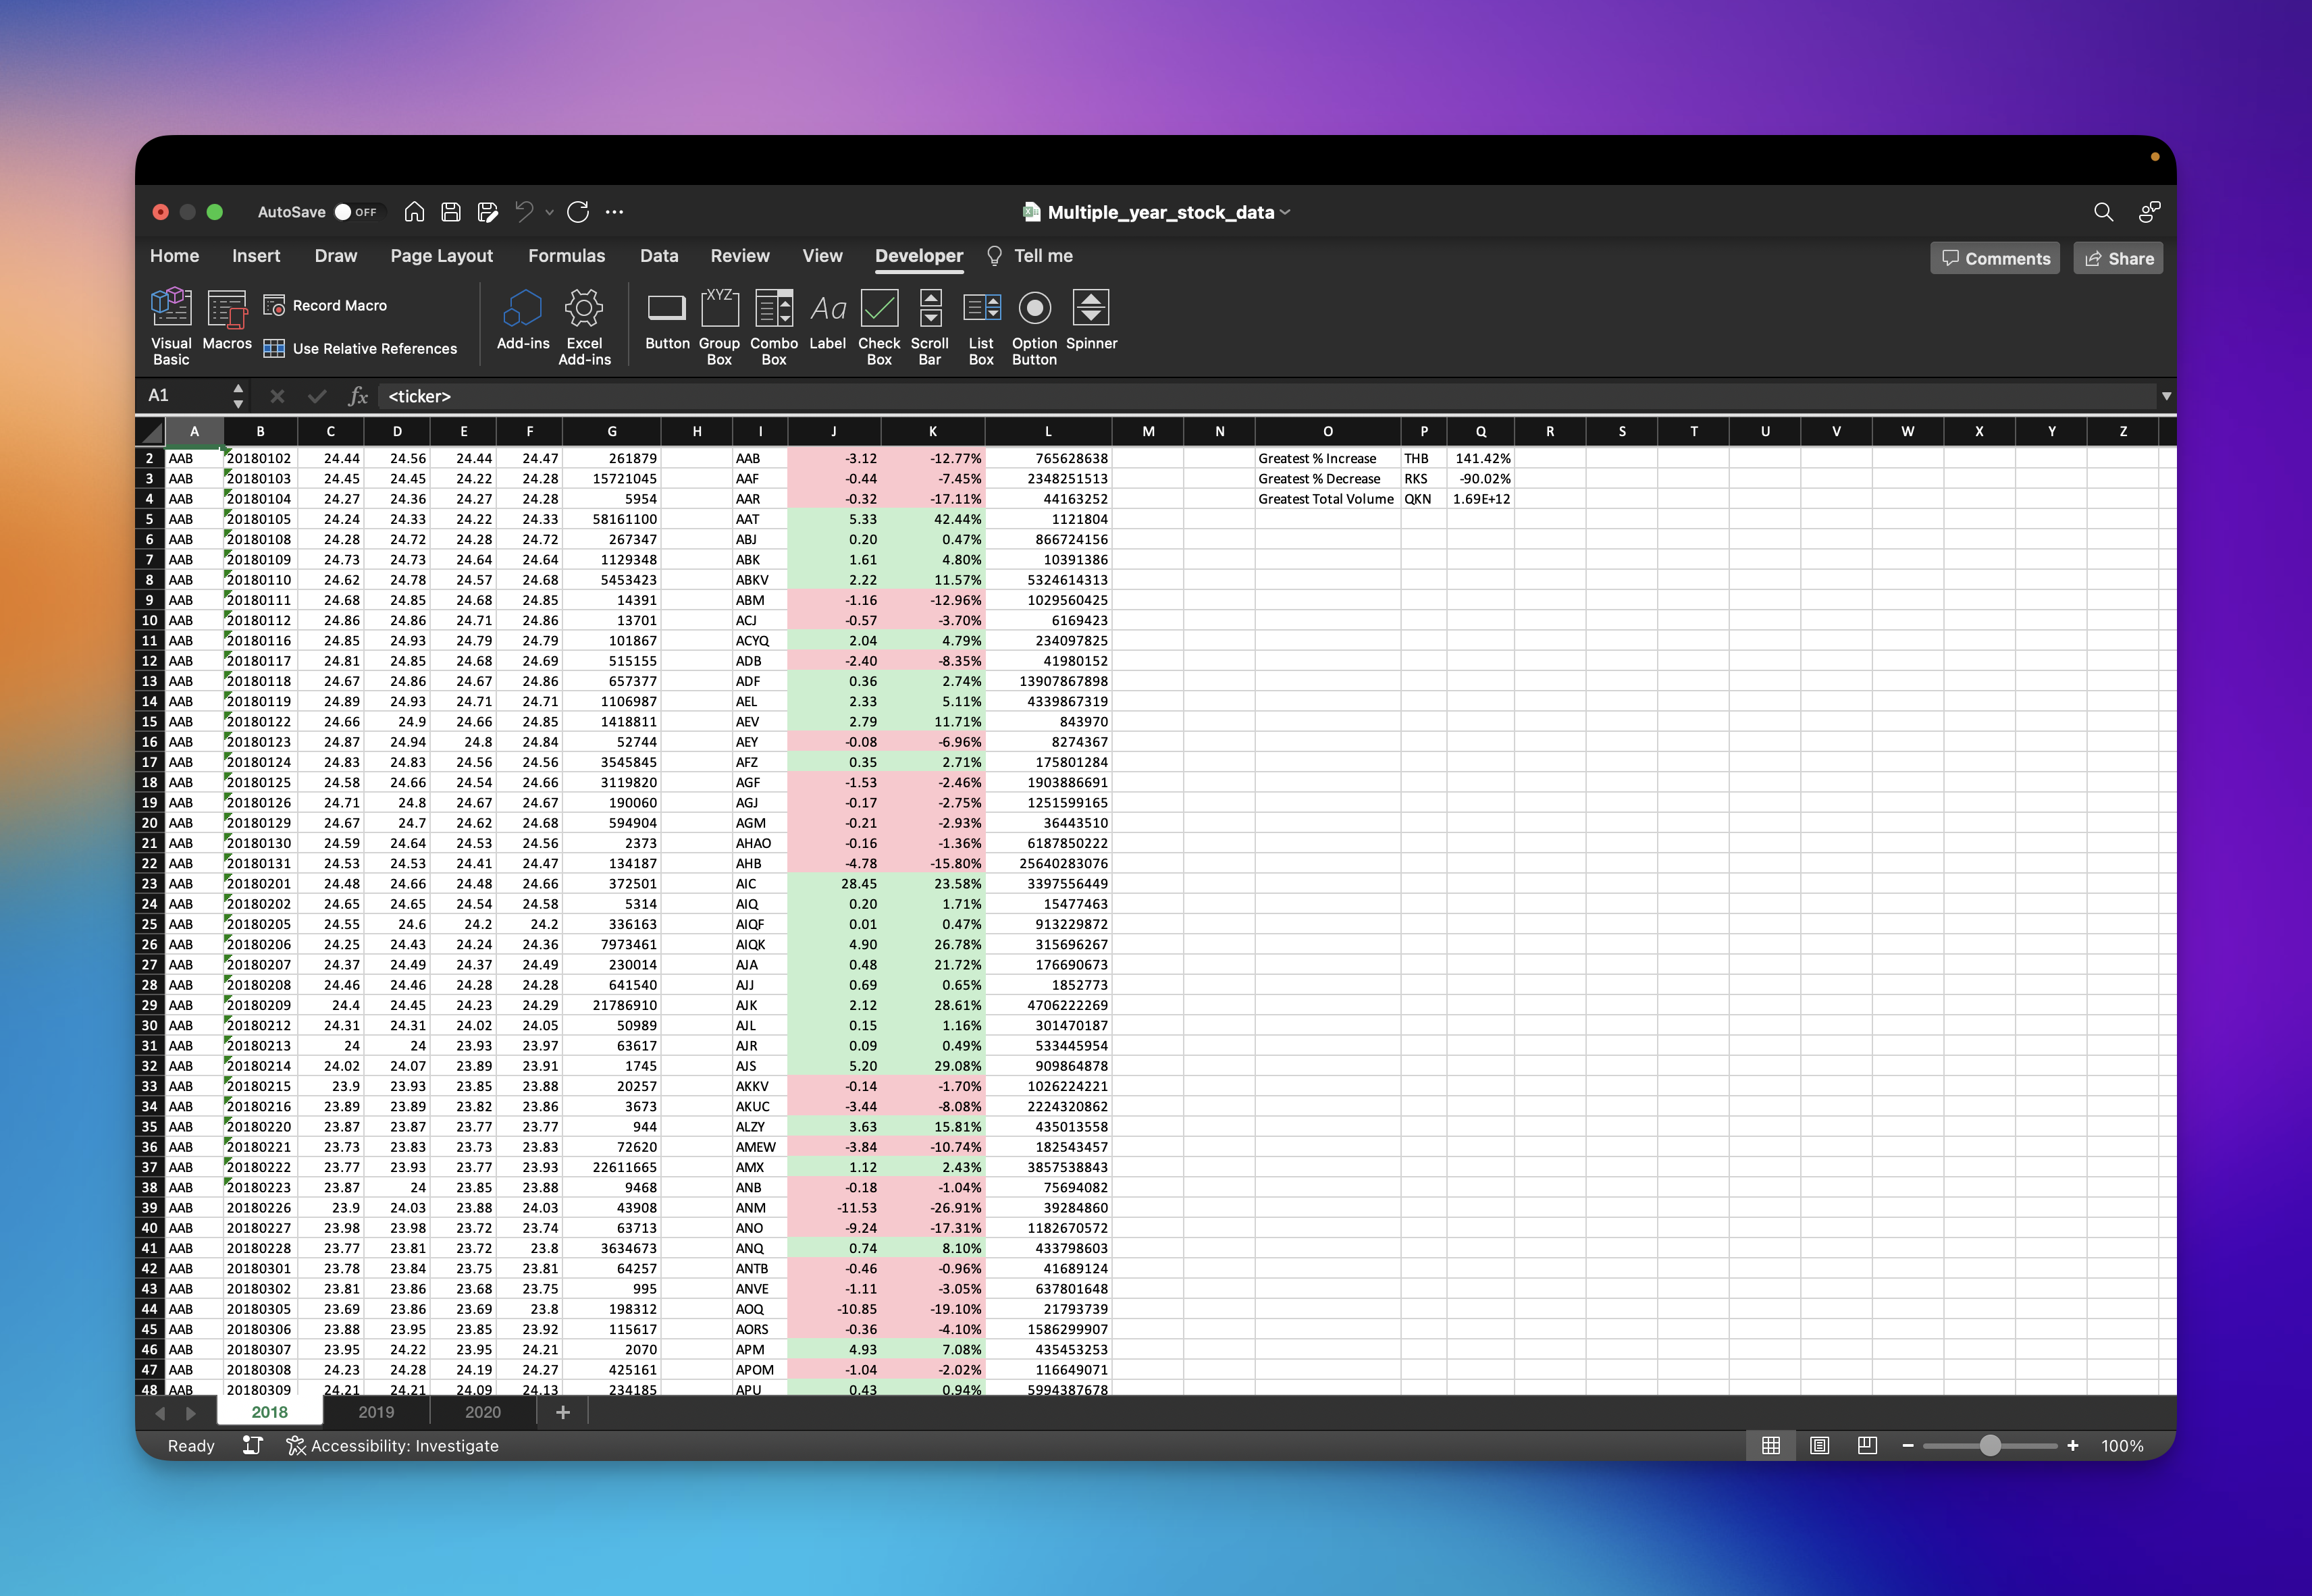 AutoSave OFF Multiple_year_stock_data
Home Insert Draw Page Layout Formulas Data Review View Developer Tell me Comments Share
Visual Basic Macros Record Macro Use Relative References Add-ins Excel Add-ins XYZ Button Group Box Combo Box Aa Label Check Box Scroll Bar List Box Option Button Spinner
A1 fx <ticker>
A B C D E F G H I J K L M N O P Q R S T U V W X Y Z
2 AAB 20180102 24.44 24.56 24.44 24.47 261879 AAB -3.12 -12.77% 765628638 Greatest % Increase THB 141.42%
3 AAB 20180103 24.45 24.45 24.22 24.28 15721045 AAF -0.44 -7.45% 2348251513 Greatest % Decrease RKS -90.02%
4 AAB 20180104 24.27 24.36 24.27 24.28 5954 AAR -0.32 -17.11% 44163252 Greatest Total Volume QKN 1.69E+12
5 AAB 20180105 24.24 24.33 24.22 24.33 58161100 AAT 5.33 42.44% 1121804
6 AAB 20180108 24.28 24.72 24.28 24.72 267347 ABJ 0.20 0.47% 866724156
7 AAB 20180109 24.73 24.73 24.64 24.64 1129348 ABK 1.61 4.80% 10391386
8 AAB 20180110 24.62 24.78 24.57 24.68 5453423 ABKV 2.22 11.57% 5324614313
9 AAB 20180111 24.68 24.85 24.68 24.85 14391 ABM -1.16 -12.96% 1029560425
10 AAB 20180112 24.86 24.86 24.71 24.86 13701 ACJ -0.57 -3.70% 6169423
11 AAB 20180116 24.85 24.93 24.79 24.79 101867 ACYQ 2.04 4.79% 234097825
12 AAB 20180117 24.81 24.85 24.68 24.69 515155 ADB -2.40 -8.35% 41980152
13 AAB 20180118 24.67 24.86 24.67 24.86 657377 ADF 0.36 2.74% 13907867898
14 AAB 20180119 24.89 24.93 24.71 24.71 1106987 AEL 2.33 5.11% 4339867319
15 AAB 20180122 24.66 24.9 24.66 24.85 1418811 AEV 2.79 11.71% 843970
16 AAB 20180123 24.87 24.94 24.8 24.84 52744 AEY -0.08 -6.96% 8274367
17 AAB 20180124 24.83 24.83 24.56 24.56 3545845 AFZ 0.35 2.71% 175801284
18 AAB 20180125 24.58 24.66 24.54 24.66 3119820 AGF -1.53 -2.46% 1903886691
19 AAB 20180126 24.71 24.8 24.67 24.67 190060 AGJ -0.17 -2.75% 1251599165
20 AAB 20180129 24.67 24.7 24.62 24.68 594904 AGM -0.21 -2.93% 36443510
21 AAB 20180130 24.59 24.64 24.53 24.56 2373 AHAO -0.16 -1.36% 6187850222
22 AAB 20180131 24.53 24.53 24.41 24.47 134187 AHB -4.78 -15.80% 25640283076
23 AAB 20180201 24.48 24.66 24.48 24.66 372501 AIC 28.45 23.58% 3397556449
24 AAB 20180202 24.65 24.65 24.54 24.58 5314 AIQ 0.20 1.71% 15477463
25 AAB 20180205 24.55 24.6 24.2 24.2 336163 AIQF 0.01 0.47% 913229872
26 AAB 20180206 24.25 24.43 24.24 24.36 7973461 AIQK 4.90 26.78% 315696267
27 AAB 20180207 24.37 24.49 24.37 24.49 230014 AJA 0.48 21.72% 176690673
28 AAB 20180208 24.46 24.46 24.28 24.28 641540 AJJ 0.69 0.65% 1852773
29 AAB 20180209 24.4 24.45 24.23 24.29 21786910 AJK 2.12 28.61% 4706222269
30 AAB 20180212 24.31 24.31 24.02 24.05 50989 AJL 0.15 1.16% 301470187
31 AAB 20180213 24 24 23.93 23.97 63617 AJR 0.09 0.49% 533445954
32 AAB 20180214 24.02 24.07 23.89 23.91 1745 AJS 5.20 29.08% 909864878
33 AAB 20180215 23.9 23.93 23.85 23.88 20257 AKKV -0.14 -1.70% 1026224221
34 AAB 20180216 23.89 23.89 23.82 23.86 3673 AKUC -3.44 -8.08% 2224320862
35 AAB 20180220 23.87 23.87 23.77 23.77 944 ALZY 3.63 15.81% 435013558
36 AAB 20180221 23.73 23.83 23.73 23.83 72620 AMEW -3.84 -10.74% 182543457
37 AAB 20180222 23.77 23.93 23.77 23.93 22611665 AMX 1.12 2.43% 3857538843
38 AAB 20180223 23.87 24 23.85 23.88 9468 ANB -0.18 -1.04% 75694082
39 AAB 20180226 23.9 24.03 23.88 24.03 43908 ANM -11.53 -26.91% 39284860
40 AAB 20180227 23.98 23.98 23.72 23.74 63713 ANO -9.24 -17.31% 1182670572
41 AAB 20180228 23.77 23.81 23.72 23.8 3634673 ANQ 0.74 8.10% 433798603
42 AAB 20180301 23.78 23.84 23.75 23.81 64257 ANTB -0.46 -0.96% 41689124
43 AAB 20180302 23.81 23.86 23.68 23.75 995 ANVE -1.11 -3.05% 637801648
44 AAB 20180305 23.69 23.86 23.69 23.8 198312 AOQ -10.85 -19.10% 21793739
45 AAB 20180306 23.88 23.95 23.85 23.92 115617 AORS -0.36 -4.10% 1586299907
46 AAB 20180307 23.95 24.22 23.95 24.21 2070 APM 4.93 7.08% 435453253
47 AAB 20180308 24.23 24.28 24.19 24.27 425161 APOM -1.04 -2.02% 116649071
48 AAB 20180309 24.21 24.21 24.09 24.13 234185 APU 0.43 0.94% 5994387678
2018 2019 2020 +
Ready Accessibility: Investigate 100%